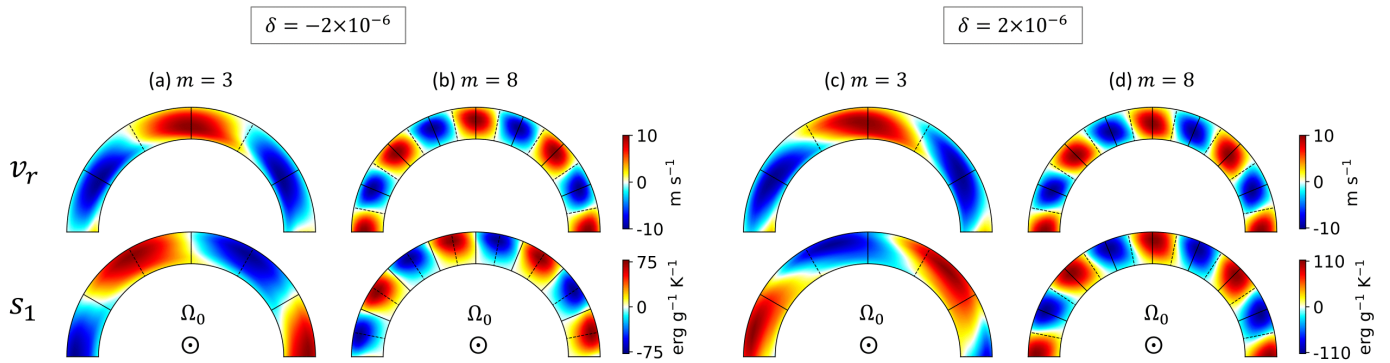 δ = −2×10⁻⁶
δ = 2×10⁻⁶
(a) m = 3
(b) m = 8
(c) m = 3
(d) m = 8
v_r
10
0
-10
m s⁻¹
10
0
-10
m s⁻¹
s₁
Ω₀
Ω₀
75
0
-75
erg g⁻¹ K⁻¹
Ω₀
Ω₀
110
0
-110
erg g⁻¹ K⁻¹